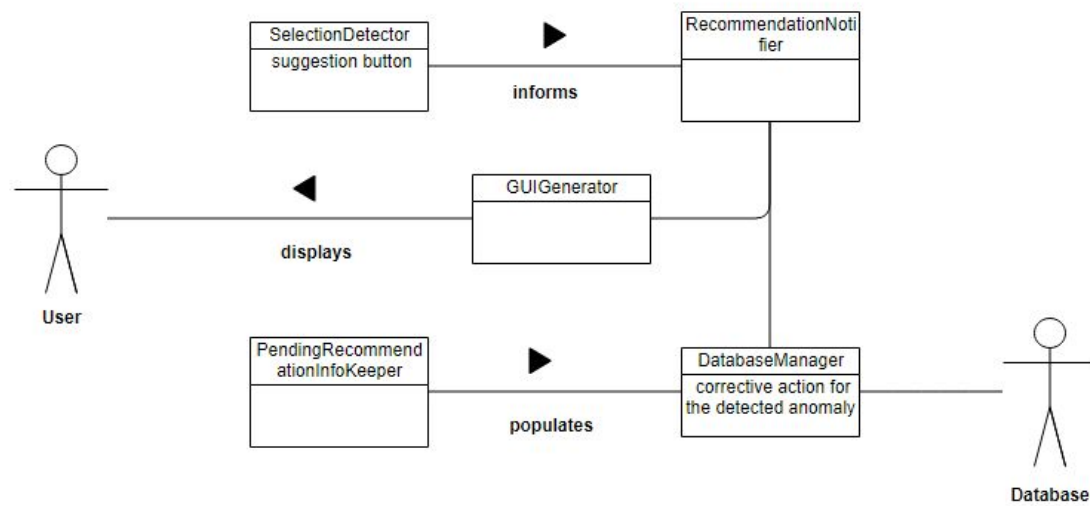 SelectionDetector
suggestion button
informs
RecommendationNoti
fier
GUIGenerator
displays
User
PendingRecommend
ationInfoKeeper
populates
DatabaseManager
corrective action for
the detected anomaly
Database